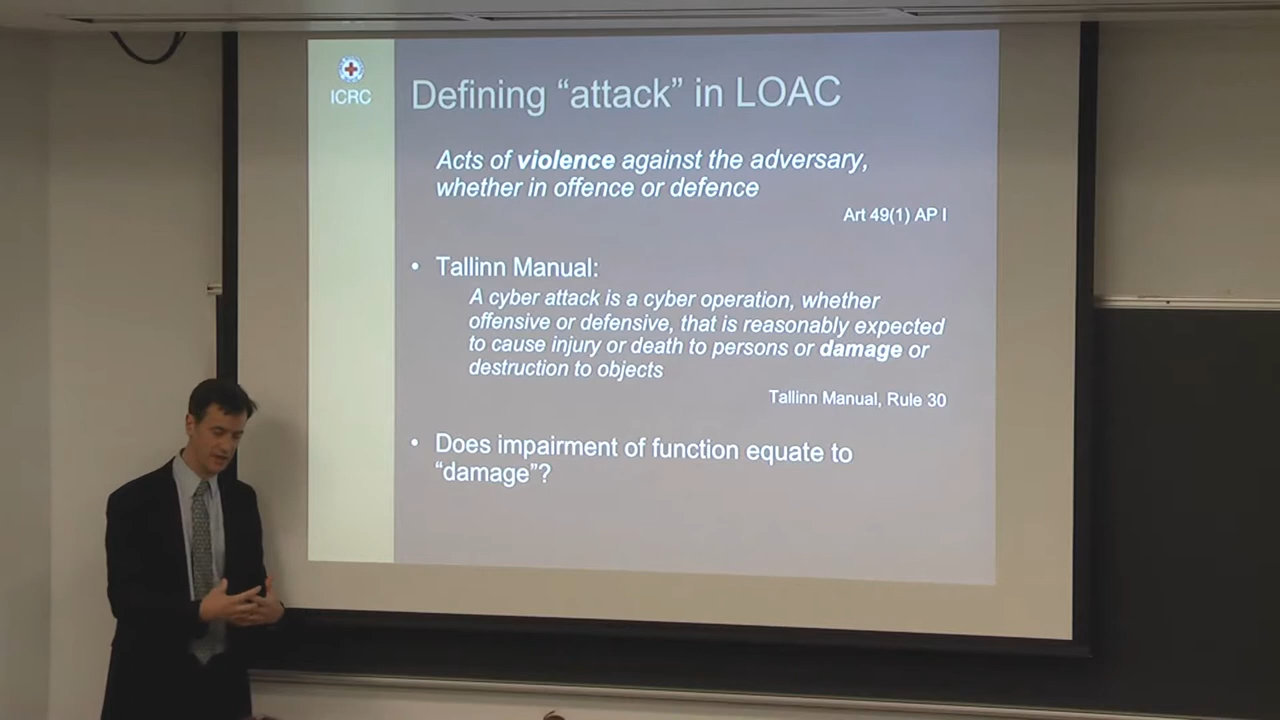 ICRC
Defining “attack” in LOAC
Acts of violence against the adversary,
whether in offence or defence
Art 49(1) AP I
• Tallinn Manual:
A cyber attack is a cyber operation, whether
offensive or defensive, that is reasonably expected
to cause injury or death to persons or damage or
destruction to objects
Tallinn Manual, Rule 30
• Does impairment of function equate to
“damage”?